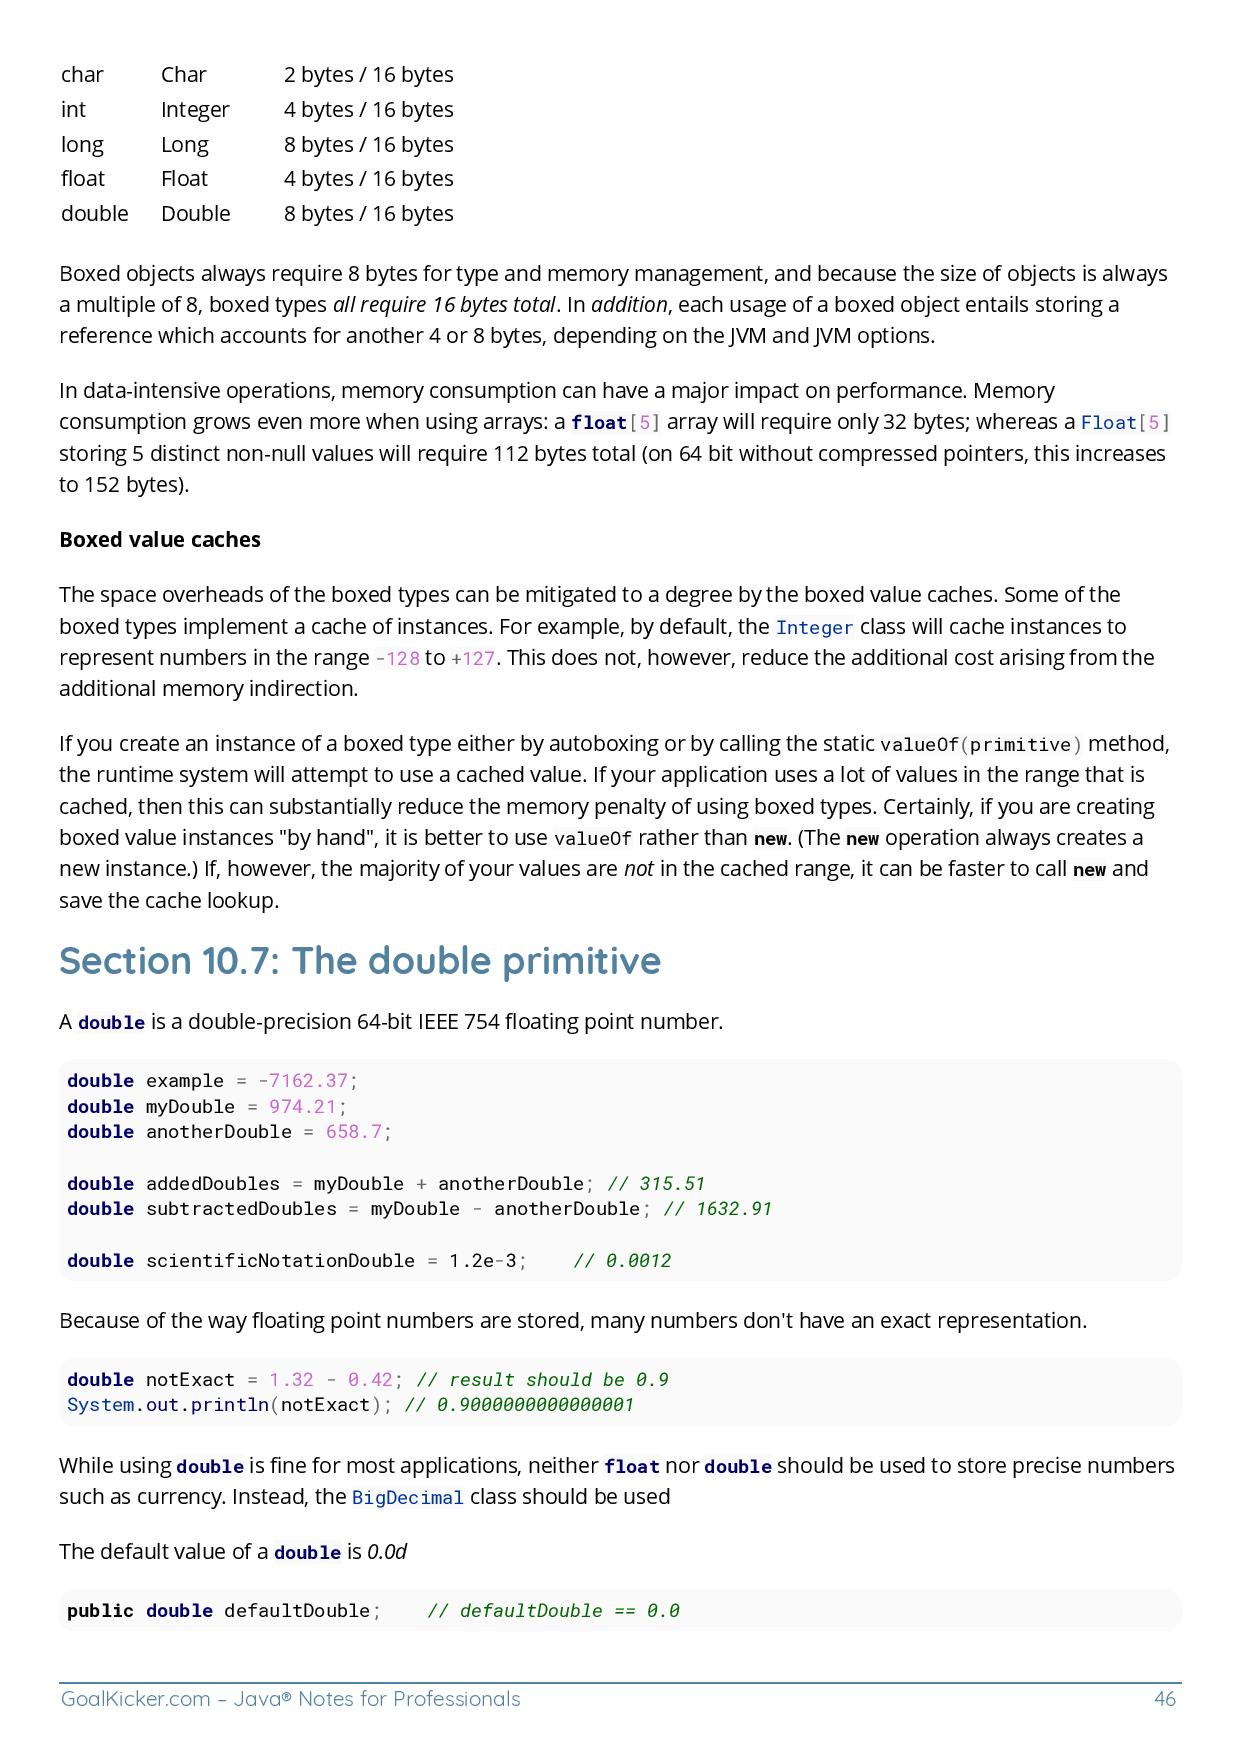 char Char 2 bytes / 16 bytes
int Integer 4 bytes / 16 bytes
long Long 8 bytes / 16 bytes
float Float 4 bytes / 16 bytes
double Double 8 bytes / 16 bytes
Boxed objects always require 8 bytes for type and memory management, and because the size of objects is always
a multiple of 8, boxed types all require 16 bytes total. In addition, each usage of a boxed object entails storing a
reference which accounts for another 4 or 8 bytes, depending on the JVM and JVM options.
In data-intensive operations, memory consumption can have a major impact on performance. Memory
consumption grows even more when using arrays: a float[5] array will require only 32 bytes; whereas a Float[5]
storing 5 distinct non-null values will require 112 bytes total (on 64 bit without compressed pointers, this increases
to 152 bytes).
Boxed value caches
The space overheads of the boxed types can be mitigated to a degree by the boxed value caches. Some of the
boxed types implement a cache of instances. For example, by default, the Integer class will cache instances to
represent numbers in the range -128 to +127. This does not, however, reduce the additional cost arising from the
additional memory indirection.
If you create an instance of a boxed type either by autoboxing or by calling the static valueOf(primitive) method,
the runtime system will attempt to use a cached value. If your application uses a lot of values in the range that is
cached, then this can substantially reduce the memory penalty of using boxed types. Certainly, if you are creating
boxed value instances "by hand", it is better to use valueOf rather than new. (The new operation always creates a
new instance.) If, however, the majority of your values are not in the cached range, it can be faster to call new and
save the cache lookup.
Section 10.7: The double primitive
A double is a double-precision 64-bit IEEE 754 floating point number.
double example = -7162.37;
double myDouble = 974.21;
double anotherDouble = 658.7;
double addedDoubles = myDouble + anotherDouble; // 315.51
double subtractedDoubles = myDouble - anotherDouble; // 1632.91
double scientificNotationDouble = 1.2e-3;    // 0.0012
Because of the way floating point numbers are stored, many numbers don't have an exact representation.
double notExact = 1.32 - 0.42; // result should be 0.9
System.out.println(notExact); // 0.9000000000000001
While using double is fine for most applications, neither float nor double should be used to store precise numbers
such as currency. Instead, the BigDecimal class should be used
The default value of a double is 0.0d
public double defaultDouble;    // defaultDouble == 0.0
GoalKicker.com – Java® Notes for Professionals 46